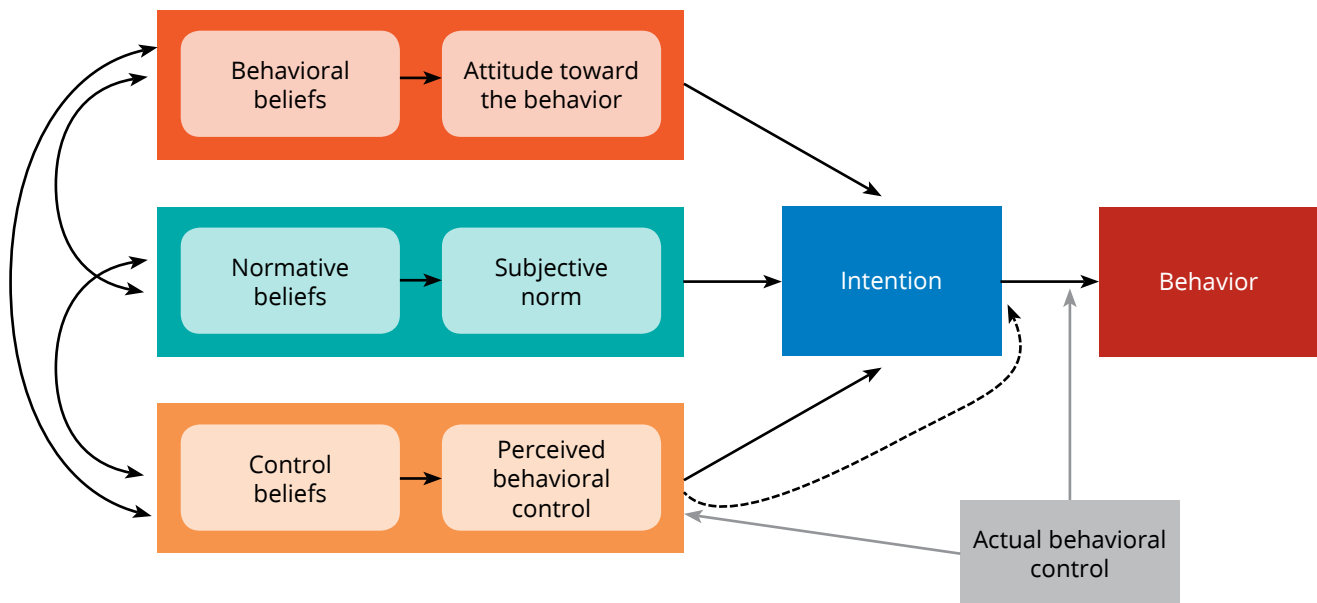 Behavioral
beliefs
Attitude toward
the behavior
Normative
beliefs
Subjective
norm
Intention
Behavior
Control
beliefs
Perceived
behavioral
control
Actual behavioral
control